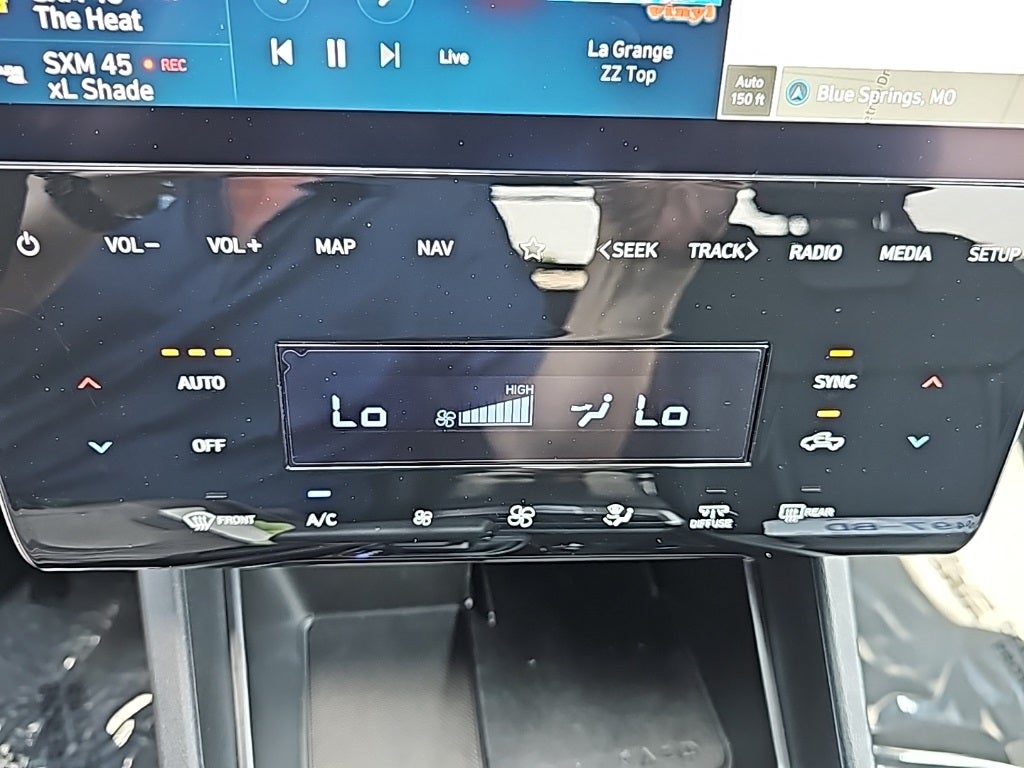 The Heat
SXM 45 REC
xL Shade
Live
vinyl
La Grange
ZZ Top
Auto
150 ft
Blue Springs, MO
VOL− VOL+ MAP NAV <SEEK TRACK> RADIO MEDIA SETUP
AUTO
OFF
Lo
HIGH
Lo
SYNC
FRONT
A/C
DIFFUSE
REAR